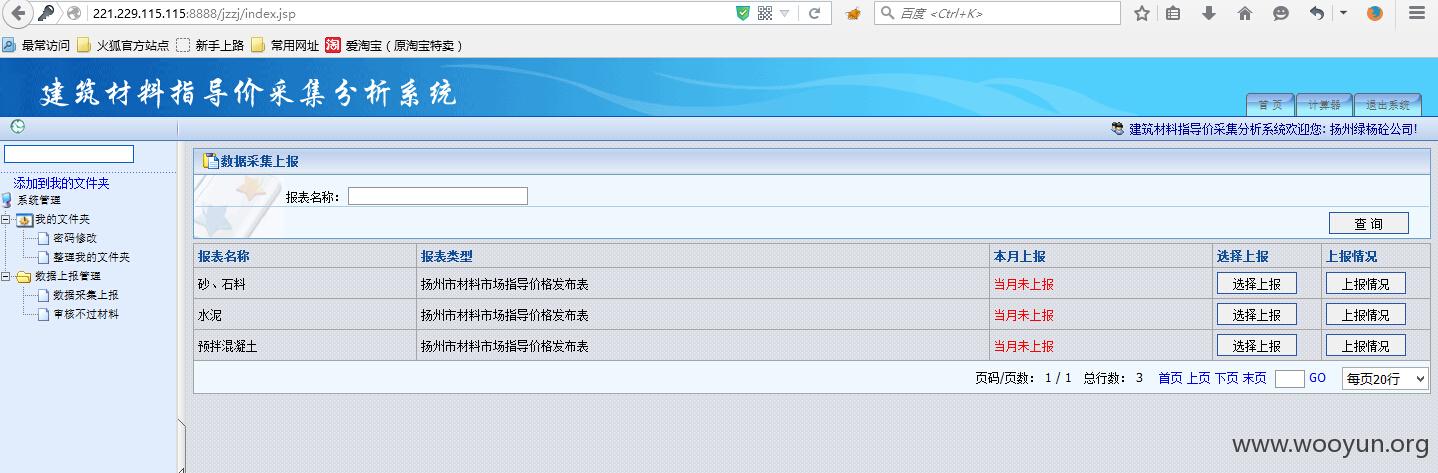 221.229.115.115:8888/jzzj/index.jsp
百度 <Ctrl+K>
最常访问 火狐官方站点 新手上路 常用网址 淘 爱淘宝（原淘宝特卖）
建筑材料指导价采集分析系统
首页 计算器 退出系统
建筑材料指导价采集分析系统欢迎您: 扬州绿杨砼公司!
添加到我的文件夹
系统管理
我的文件夹
密码修改
整理我的文件夹
数据上报管理
数据采集上报
审核不过材料
数据采集上报
报表名称:
查 询
报表名称 报表类型 本月上报 选择上报 上报情况
砂、石料 扬州市材料市场指导价格发布表 当月未上报 选择上报 上报情况
水泥 扬州市材料市场指导价格发布表 当月未上报 选择上报 上报情况
预拌混凝土 扬州市材料市场指导价格发布表 当月未上报 选择上报 上报情况
页码/页数: 1 / 1 总行数: 3 首页 上页 下页 末页 GO 每页20行
www.wooyun.org